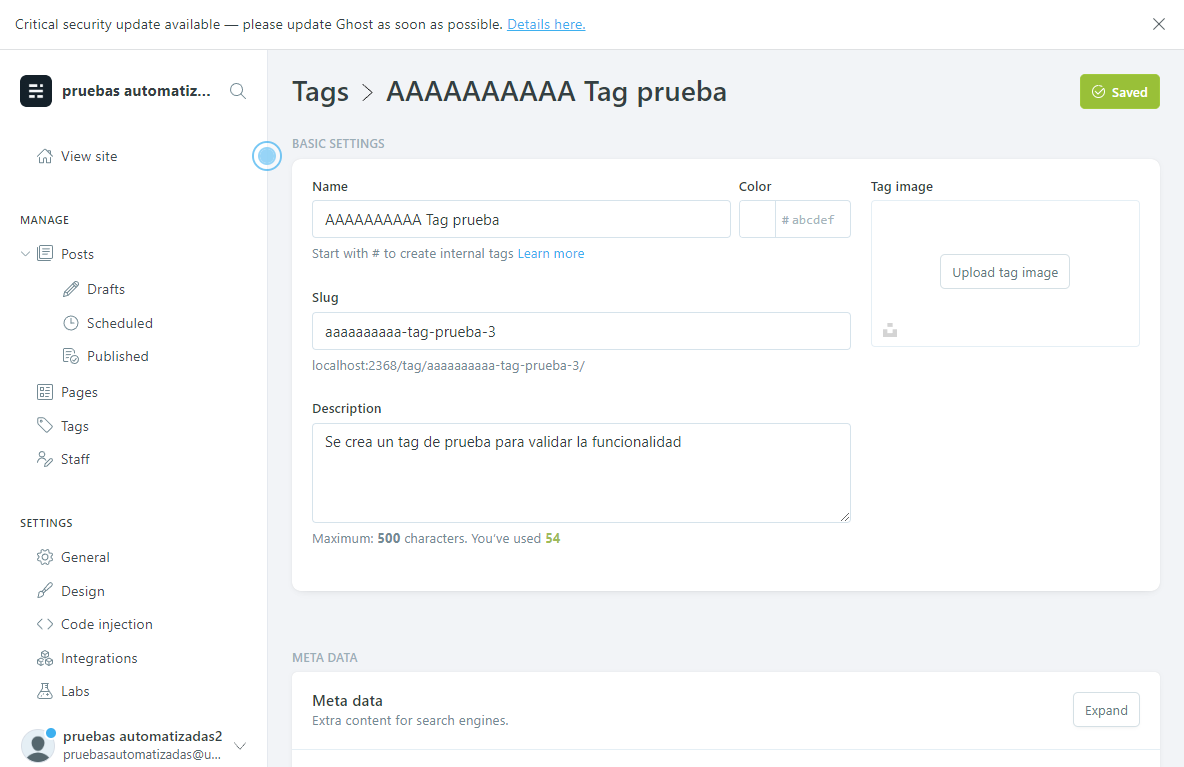 Critical security update available — please update Ghost as soon as possible. Details here.
pruebas automatiz...
View site
MANAGE
Posts
Drafts
Scheduled
Published
Pages
Tags
Staff
SETTINGS
General
Design
Code injection
Integrations
Labs
pruebas automatizadas2
pruebasautomatizadas@u...
Tags > AAAAAAAAAA Tag prueba
Saved
BASIC SETTINGS
Name
AAAAAAAAAA Tag prueba
Start with # to create internal tags Learn more
Color
# abcdef
Tag image
Upload tag image
Slug
aaaaaaaaaa-tag-prueba-3
localhost:2368/tag/aaaaaaaaaa-tag-prueba-3/
Description
Se crea un tag de prueba para validar la funcionalidad
Maximum: 500 characters. You've used 54
META DATA
Meta data
Extra content for search engines.
Expand